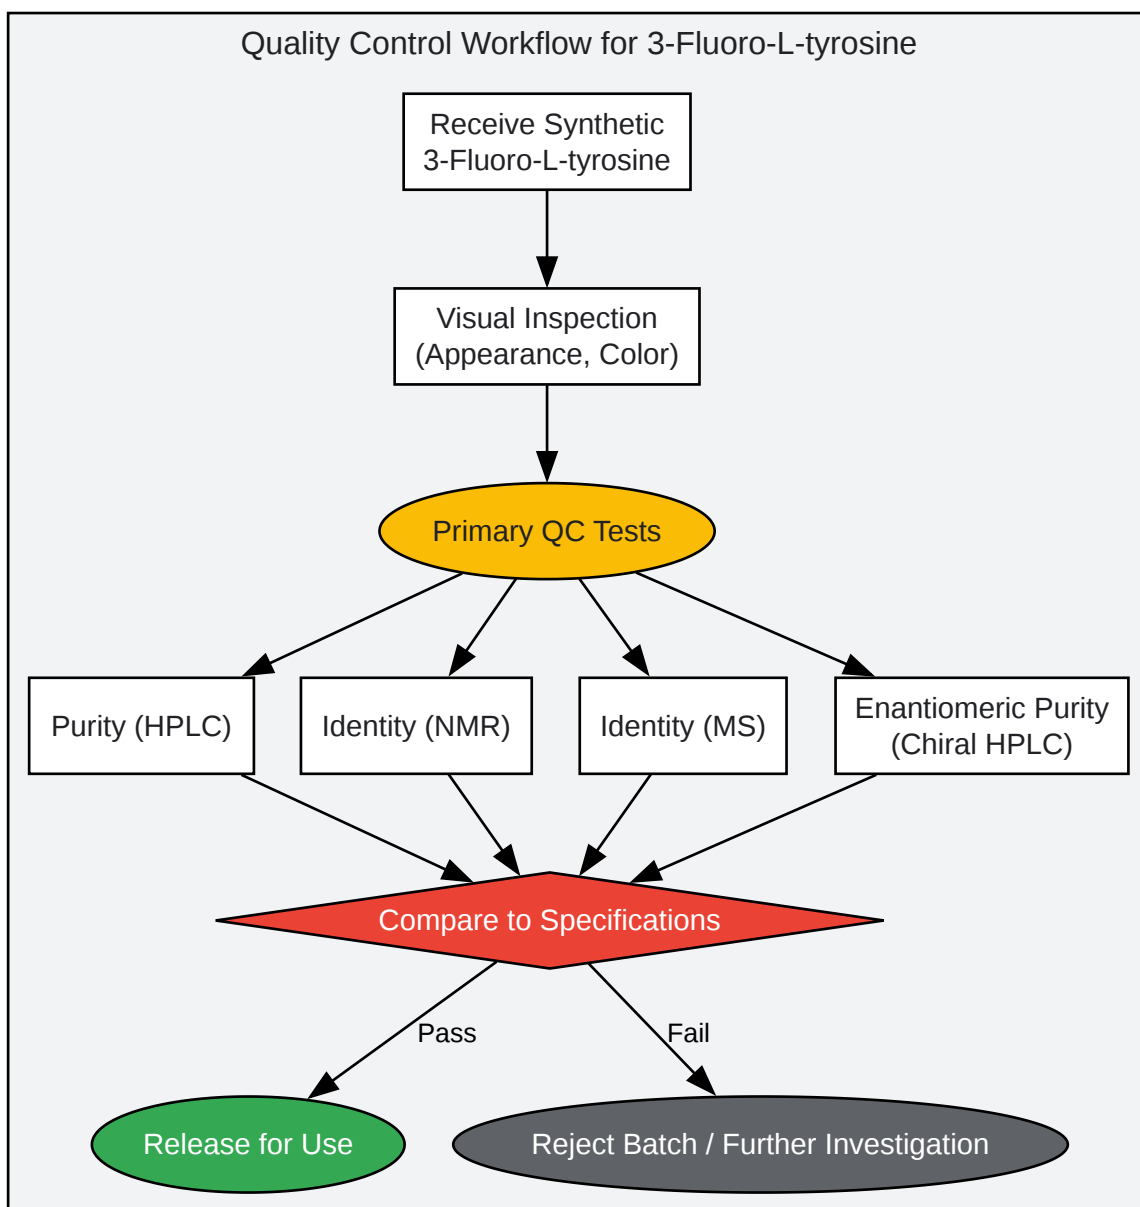 Quality Control Workflow for 3-Fluoro-L-tyrosine
Receive Synthetic
3-Fluoro-L-tyrosine
Visual Inspection
(Appearance, Color)
Primary QC Tests
Purity (HPLC)
Identity (NMR)
Identity (MS)
Enantiomeric Purity
(Chiral HPLC)
Compare to Specifications
Pass
Fail
Release for Use
Reject Batch / Further Investigation